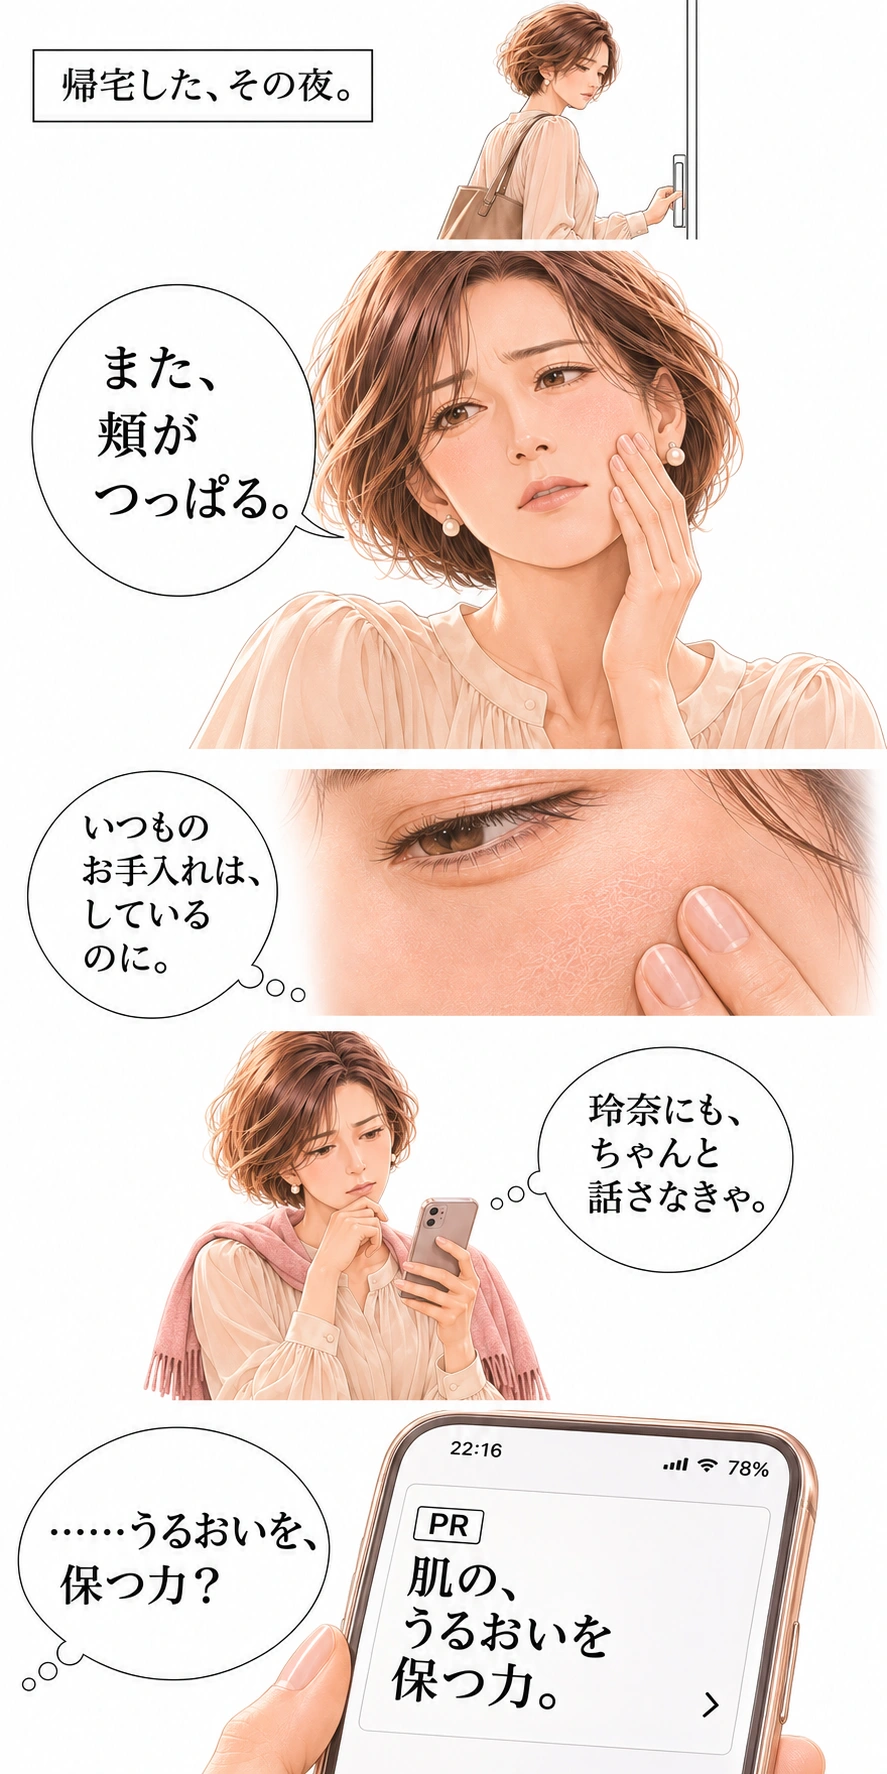 帰宅した、その夜。
また、
頬が
つっぱる。
いつもの
お手入れは、
している
のに。
玲奈にも、
ちゃんと
話さなきゃ。
……うるおいを、
保つ力？
22:16
78%
PR
肌の、
うるおいを
保つ力。